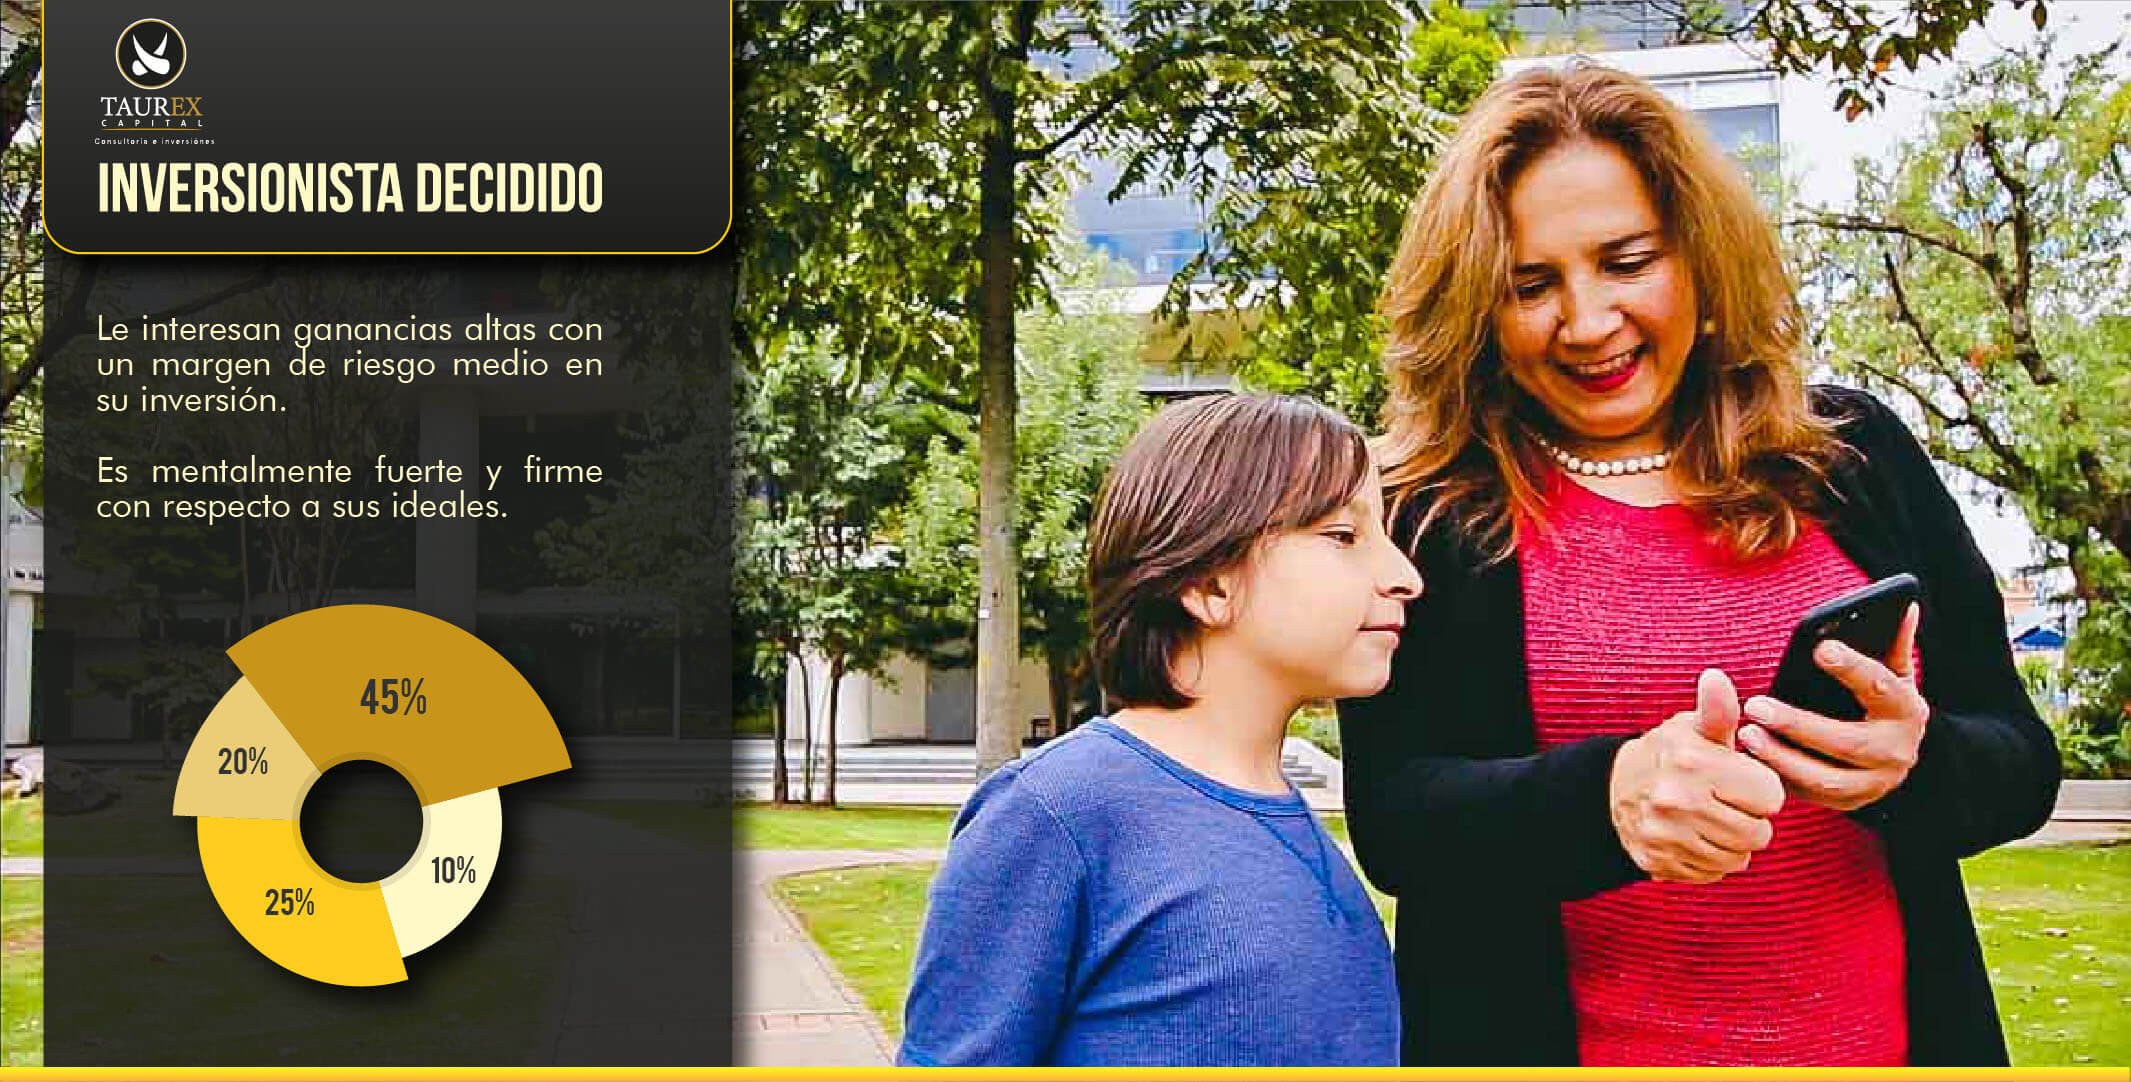 TAUREX
CAPITAL
Consultoría e inversiónes
INVERSIONISTA DECIDIDO
Le interesan ganancias altas con
un margen de riesgo medio en
su inversión.
Es mentalmente fuerte y firme
con respecto a sus ideales.
45%
20%
10%
25%